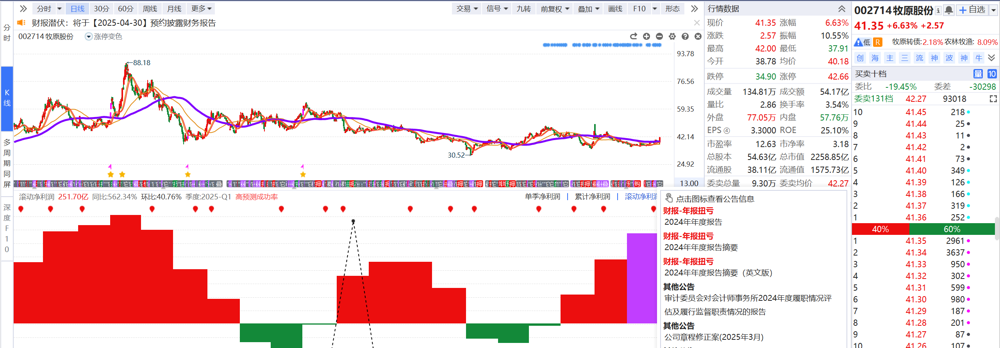 分时 日线 30分 60分 周线 月线 更多 交易 信号 九转 前复权 叠加 画线 F10 形态
财报潜伏：将于【2025-04-30】预约披露财务报告
002714 牧原股份 涨停变色
分时
K线
多周期同屏
深度F10
93.78
76.56
59.35
42.14
24.92
13.00
←88.18
30.52→
滚动净利润 251.70亿 同比:562.34% 环比:40.76% 季度:2025-Q1 高预测成功率
单季净利润 累计净利润 滚动净利
点击图标查看公告信息
财报-年报扭亏
2024年年度报告
财报-年报扭亏
2024年年度报告摘要
财报-年报扭亏
2024年年度报告摘要（英文版）
其他公告
审计委员会对会计师事务所2024年度履职情况评
估及履行监督职责情况的报告
其他公告
公司章程修正案(2025年3月)
行情数据
现价 41.35 涨幅 6.63%
涨跌 2.57 振幅 10.55%
最高 42.00 最低 37.91
今开 38.78 均价 40.18
跌停 34.90 涨停 42.66
成交量 134.81万 成交额 54.17亿
量比 2.86 换手率 3.54%
外盘 77.05万 内盘 57.76万
EPS ④ 3.3000 ROE 25.10%
市盈率 12.63 市净率 3.18
总股本 54.63亿 总市值 2258.85亿
流通股 38.11亿 流通值 1575.73亿
委卖总量 9.30万 委卖均价 42.27
002714牧原股份 自选
41.35 +6.63% +2.57
低 R 牧原转债:2.18% 农林牧渔: 8.09%
创 海 主 三 流 神 波 神 牛
买卖十档 量 10
委比 -19.45% 委差 -30298
委卖131档 42.27 93018
10 41.45 218
9 41.44 25
8 41.43 11
7 41.42 2
6 41.41 73
5 41.40 349
4 41.39 126
3 41.38 166
2 41.37 319
1 41.36 252
40% 60%
1 41.35 2961
2 41.34 3637
3 41.33 950
4 41.32 302
5 41.31 599
6 41.30 980
7 41.29 187
8 41.28 201
9 41.27 87
10 41.26 107